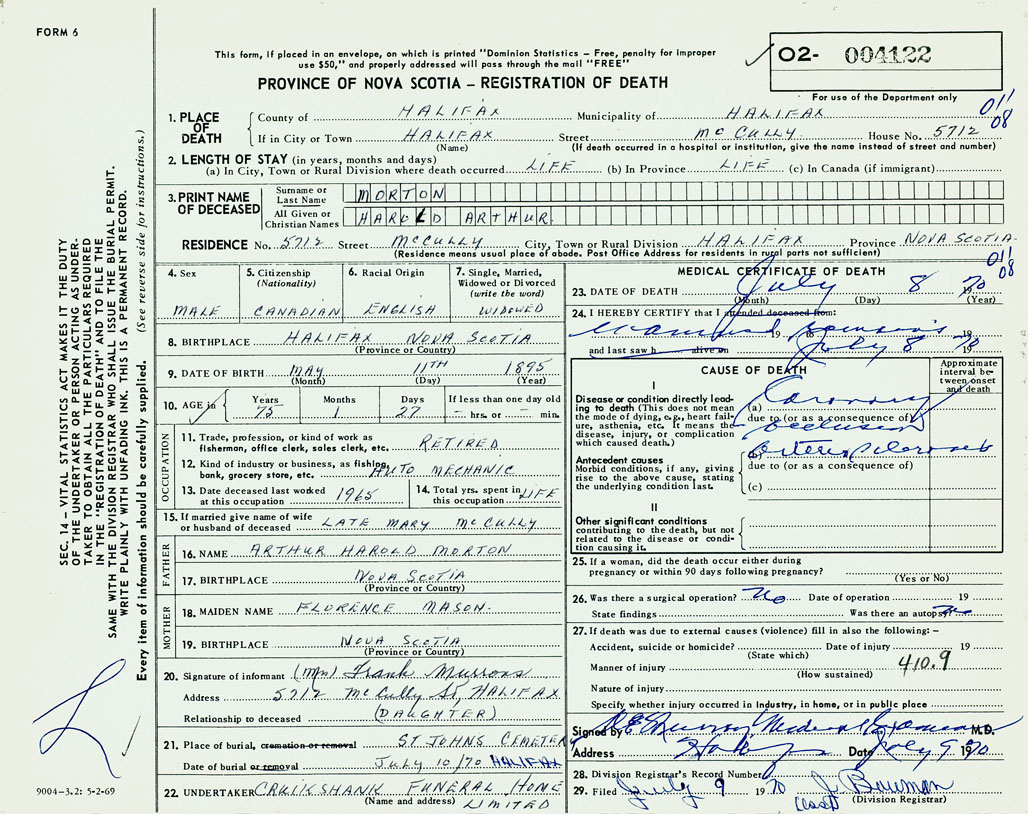 FORM 6
This form, if placed in an envelope, on which is printed "Dominion Statistics – Free, penalty for improper
use $50," and properly addressed will pass through the mail "FREE"
O2- 004122
PROVINCE OF NOVA SCOTIA – REGISTRATION OF DEATH
For use of the Department only
011
08
1. PLACE OF DEATH
County of HALIFAX Municipality of HALIFAX
If in City or Town HALIFAX Street McCULLY House No. 5712
(Name) (If death occurred in a hospital or institution, give the name instead of street and number)
2. LENGTH OF STAY (in years, months and days)
(a) In City, Town or Rural Division where death occurred LIFE (b) In Province LIFE (c) In Canada (if immigrant)
3. PRINT NAME OF DECEASED
Surname or Last Name MORTON
All Given or Christian Names HAROLD ARTHUR
RESIDENCE No. 5712 Street McCULLY City, Town or Rural Division HALIFAX Province NOVA SCOTIA
(Residence means usual place of abode. Post Office Address for residents in rural parts not sufficient)
011
08
4. Sex
MALE
5. Citizenship
(Nationality)
CANADIAN
6. Racial Origin
ENGLISH
7. Single, Married,
Widowed or Divorced
(write the word)
WIDOWED
8. BIRTHPLACE HALIFAX NOVA SCOTIA
(Province or Country)
9. DATE OF BIRTH MAY 11TH 1895
(Month) (Day) (Year)
10. AGE in
Years Months Days If less than one day old
75 1 27 – hrs. or – min.
OCCUPATION
11. Trade, profession, or kind of work as
fisherman, office clerk, sales clerk, etc. RETIRED
12. Kind of industry or business, as fishing,
bank, grocery store, etc. AUTO MECHANIC
13. Date deceased last worked
at this occupation 1965
14. Total yrs. spent in
this occupation LIFE
15. If married give name of wife
or husband of deceased LATE MARY McCULLY
FATHER
16. NAME ARTHUR HAROLD MORTON
17. BIRTHPLACE NOVA SCOTIA
(Province or Country)
MOTHER
18. MAIDEN NAME FLORENCE MASON
19. BIRTHPLACE NOVA SCOTIA
(Province or Country)
20. Signature of informant (Mrs) Frank
Address 5712 McCully St, HALIFAX
Relationship to deceased (DAUGHTER)
21. Place of burial, cremation or removal ST JOHNS CEMETERY
Date of burial or removal JULY 10/70 HALIFAX
22. UNDERTAKER CRUIKSHANK FUNERAL HOME
(Name and address) LIMITED
MEDICAL CERTIFICATE OF DEATH
23. DATE OF DEATH July 8 1970
(Month) (Day) (Year)
24. I HEREBY CERTIFY that I attended deceased from:
19 19
and last saw h alive on July 8 1970
CAUSE OF DEATH
Approximate
interval be-
tween onset
and death
I
Disease or condition directly lead-
ing to death (This does not mean
the mode of dying, e.g., heart fail-
ure, asthenia, etc. It means the
disease, injury, or complication
which caused death.)
(a) Coronary
due to (or as a consequence of)
occlusion
Antecedent causes
Morbid conditions, if any, giving
rise to the above cause, stating
the underlying condition last.
(b) Arteriosclerosis
due to (or as a consequence of)
(c)
II
Other significant conditions
contributing to the death, but not
related to the disease or condi-
tion causing it.
25. If a woman, did the death occur either during
pregnancy or within 90 days following pregnancy?
(Yes or No)
26. Was there a surgical operation? No Date of operation 19
State findings Was there an autopsy? No
27. If death was due to external causes (violence) fill in also the following: –
Accident, suicide or homicide? Date of injury 19
(State which)
410.9
Manner of injury
(How sustained)
Nature of injury
Specify whether injury occurred in Industry, in home, or in public place
Signed by Murray, Medical Examiner M.D.
Address Date July 9 1970
28. Division Registrar's Record Number
29. Filed July 9 1970 J. Bauman
(Division Registrar)
SEC. 14 – VITAL STATISTICS ACT MAKES IT THE DUTY
OF THE UNDERTAKER OR PERSON ACTING AS UNDER-
TAKER TO OBTAIN ALL THE PARTICULARS REQUIRED
IN THE "REGISTRATION OF DEATH" AND TO FILE THE
SAME WITH THE DIVISION REGISTRAR WHO SHALL ISSUE THE BURIAL PERMIT.
WRITE PLAINLY WITH UNFADING INK. THIS IS A PERMANENT RECORD.
Every item of information should be carefully supplied. (See reverse side for instructions.)
9004-3.2: 5-2-69